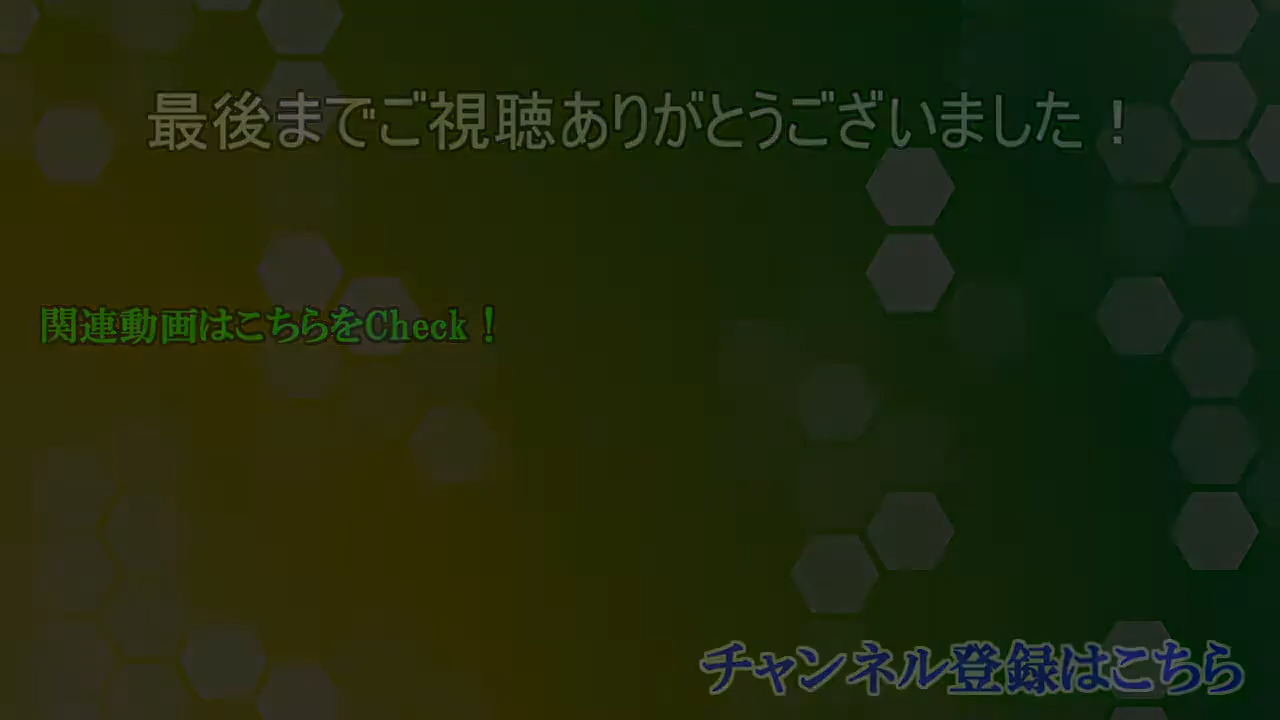 最後までご視聴ありがとうございました！
関連動画はこちらをCheck！
チャンネル登録はこちら